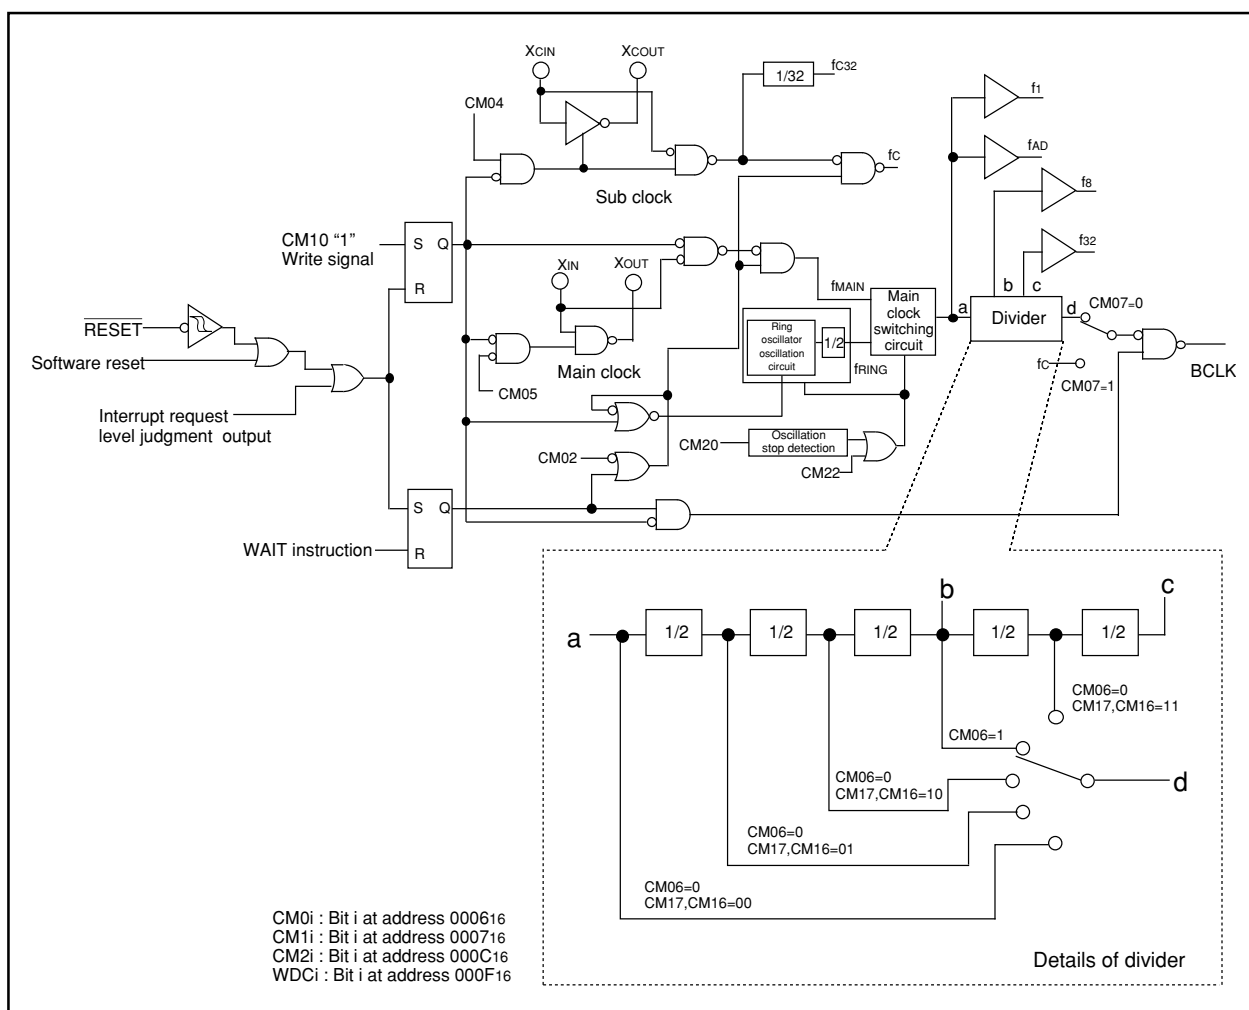 XCIN
XCOUT
fC32
1/32
f1
CM04
fAD
fC
f8
Sub clock
f32
CM10 “1”
Write signal
S
Q
R
XIN
XOUT
fMAIN
b
c
Main
clock
switching
circuit
a
Divider
d
CM07=0
RESET
Ring
oscillator
oscillation
circuit
1/2
Software reset
Main clock
fRING
fC
BCLK
CM07=1
CM05
Interrupt request
level judgment output
CM20
Oscillation
stop detection
CM02
CM22
S
Q
WAIT instruction
R
a
1/2
1/2
1/2
b
1/2
1/2
c
CM06=0
CM17,CM16=11
CM06=1
CM06=0
CM17,CM16=10
d
CM06=0
CM17,CM16=01
CM06=0
CM17,CM16=00
CM0i : Bit i at address 000616
CM1i : Bit i at address 000716
CM2i : Bit i at address 000C16
WDCi : Bit i at address 000F16
Details of divider